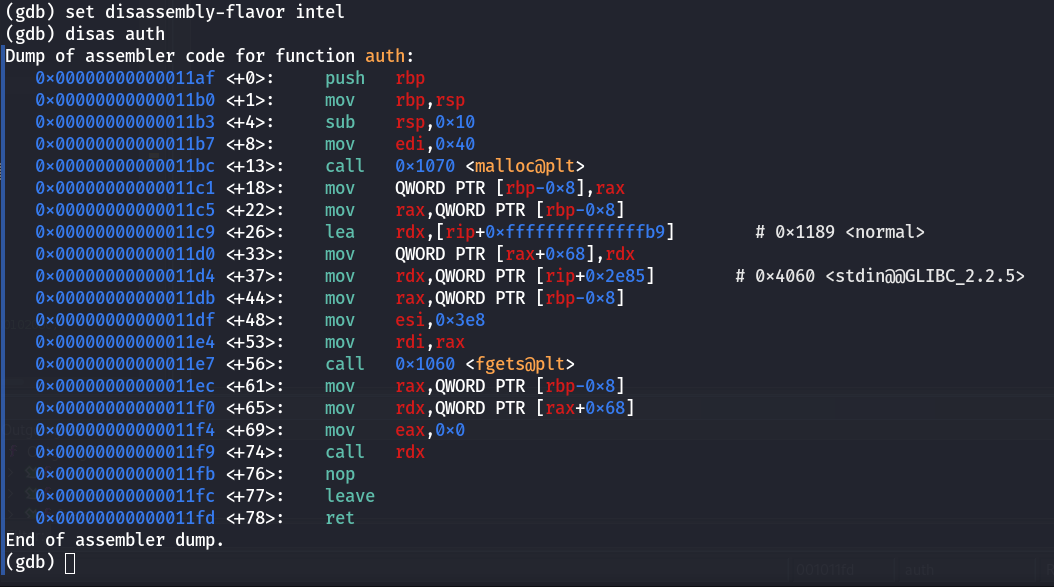 (gdb) set disassembly-flavor intel
(gdb) disas auth
Dump of assembler code for function auth:
   0x00000000000011af <+0>:     push   rbp
   0x00000000000011b0 <+1>:     mov    rbp,rsp
   0x00000000000011b3 <+4>:     sub    rsp,0x10
   0x00000000000011b7 <+8>:     mov    edi,0x40
   0x00000000000011bc <+13>:    call   0x1070 <malloc@plt>
   0x00000000000011c1 <+18>:    mov    QWORD PTR [rbp-0x8],rax
   0x00000000000011c5 <+22>:    mov    rax,QWORD PTR [rbp-0x8]
   0x00000000000011c9 <+26>:    lea    rdx,[rip+0xffffffffffffffb9]        # 0x1189 <normal>
   0x00000000000011d0 <+33>:    mov    QWORD PTR [rax+0x68],rdx
   0x00000000000011d4 <+37>:    mov    rdx,QWORD PTR [rip+0x2e85]        # 0x4060 <stdin@@GLIBC_2.2.5>
   0x00000000000011db <+44>:    mov    rax,QWORD PTR [rbp-0x8]
   0x00000000000011df <+48>:    mov    esi,0x3e8
   0x00000000000011e4 <+53>:    mov    rdi,rax
   0x00000000000011e7 <+56>:    call   0x1060 <fgets@plt>
   0x00000000000011ec <+61>:    mov    rax,QWORD PTR [rbp-0x8]
   0x00000000000011f0 <+65>:    mov    rdx,QWORD PTR [rax+0x68]
   0x00000000000011f4 <+69>:    mov    eax,0x0
   0x00000000000011f9 <+74>:    call   rdx
   0x00000000000011fb <+76>:    nop
   0x00000000000011fc <+77>:    leave
   0x00000000000011fd <+78>:    ret
End of assembler dump.
(gdb)